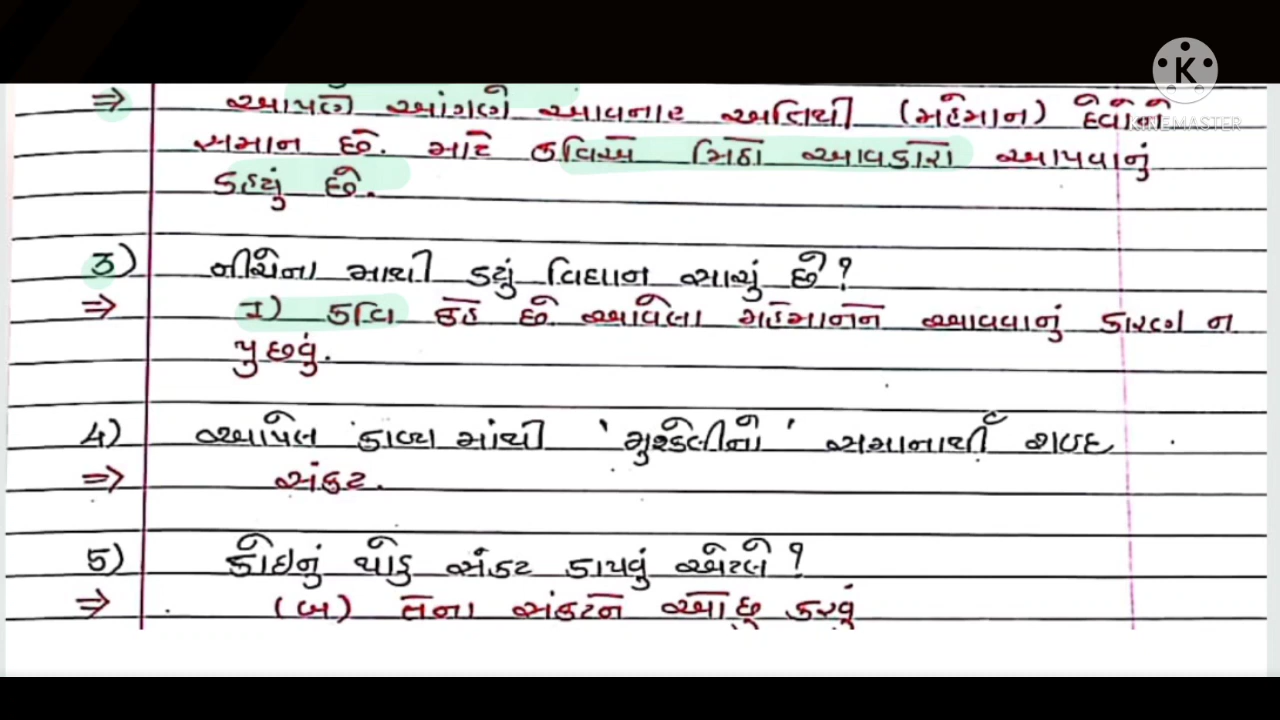 ⇒ આપણે આંગણે આવનાર અતિથી (મહેમાન) દેવોને
KINEMASTER
સમાન છે. માટે કવિએ મિઠા આવકારો આપવાનું
કહ્યું છે.
3) નીચેના માથી કયું વિધાન સાચું છે?
⇒ I) કવિ કહે છે આવેલા મહેમાનને આવવાનું કારણ ન
પુછવું.
4) આપેલ કાવ્ય માંથી 'મુશ્કેલીનો' સમાનાર્થી શબ્દ
⇒ સંકટ.
5) કોઇનું થોડુ સંકટ કાપવું એટલે?
⇒ (બ) તેના સંકટને ઓછુ કરવું